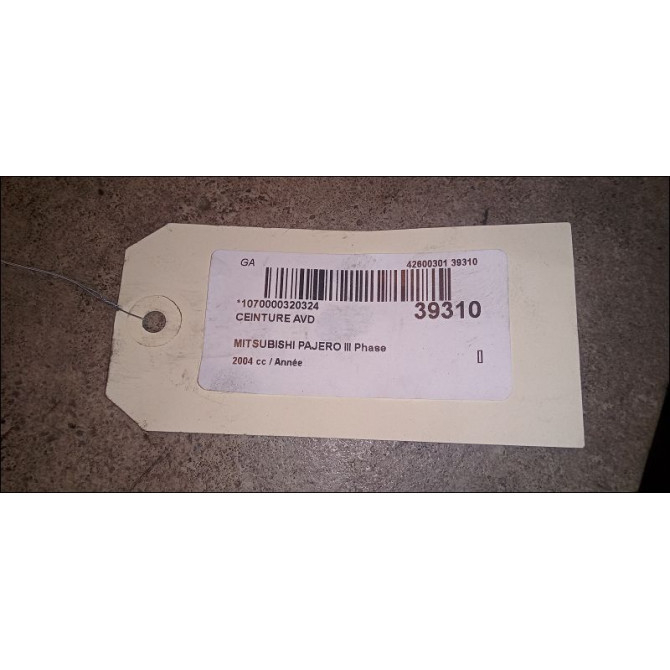 GA 42600301 39310
*1070000320324 39310
CEINTURE AVD
MITSUBISHI PAJERO III Phase
2004 cc / Année